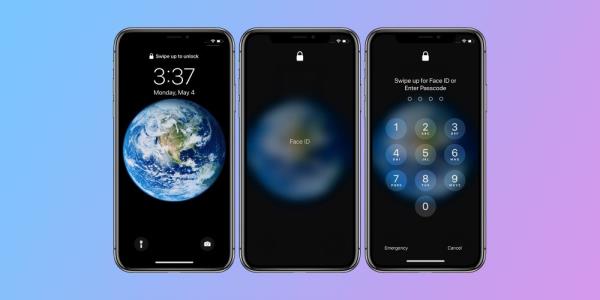 Swipe up to unlock
3:37
Monday, May 4
Face ID
Swipe up for Face ID or
Enter Passcode
1 2 3
ABC DEF
4 5 6
GHI JKL MNO
7 8 9
PQRS TUV WXYZ
0
Emergency Cancel